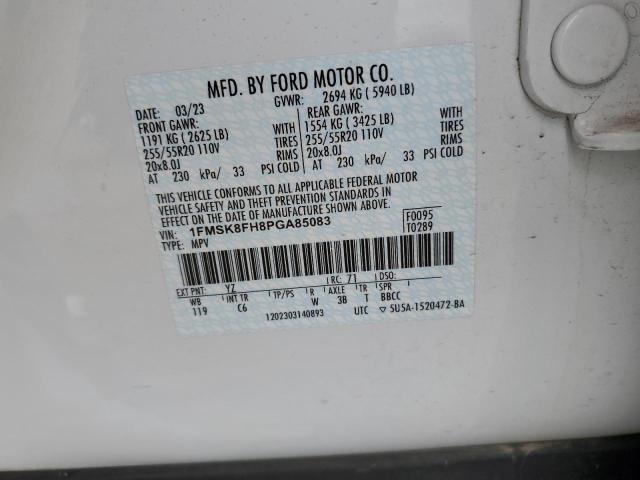 MFD. BY FORD MOTOR CO.
DATE: 03/23 GVWR: 2694 KG ( 5940 LB)
FRONT GAWR: REAR GAWR:
1191 KG ( 2625 LB) WITH 1554 KG ( 3425 LB) WITH
255/55R20 110V TIRES 255/55R20 110V TIRES
20x8.0J RIMS 20x8.0J RIMS
AT 230 kPa/ 33 PSI COLD AT 230 kPa/ 33 PSI COLD
THIS VEHICLE CONFORMS TO ALL APPLICABLE FEDERAL MOTOR
VEHICLE SAFETY AND THEFT PREVENTION STANDARDS IN
EFFECT ON THE DATE OF MANUFACTURE SHOWN ABOVE.
VIN: 1FMSK8FH8PGA85083 F0095
TYPE: MPV T0289
EXT PNT: YZ RC: 71 DSO:
WB INT TR TP/PS R AXLE TR SPR
119 C6 W 3B T BBCC
1202303140893 UTC ▽ 5U5A-1520472-BA